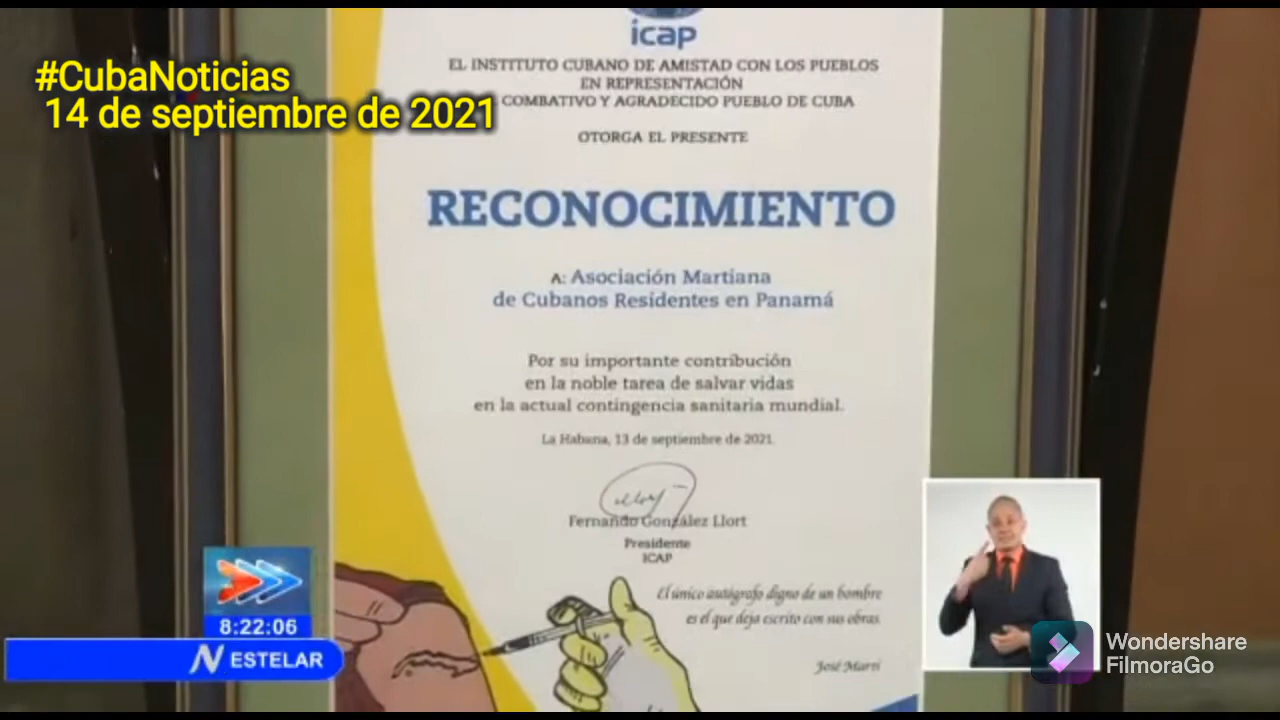 #CubaNoticias
14 de septiembre de 2021
icap
EL INSTITUTO CUBANO DE AMISTAD CON LOS PUEBLOS
EN REPRESENTACIÓN
COMBATIVO Y AGRADECIDO PUEBLO DE CUBA
OTORGA EL PRESENTE
RECONOCIMIENTO
A: Asociación Martiana
de Cubanos Residentes en Panamá
Por su importante contribución
en la noble tarea de salvar vidas
en la actual contingencia sanitaria mundial.
La Habana, 13 de septiembre de 2021.
Fernando González Llort
Presidente
ICAP
El único autógrafo digno de un hombre
es el que deja escrito con sus obras.
José Martí
8:22:06
N ESTELAR
Wondershare
FilmoraGo